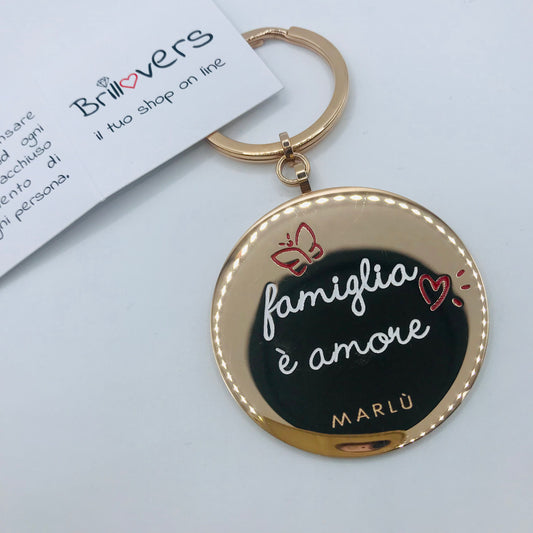 Brillovers
il tuo shop on line
nsare
d ogni
acchiuso
ento di
gni persona.
famiglia
è amore
MARLÙ